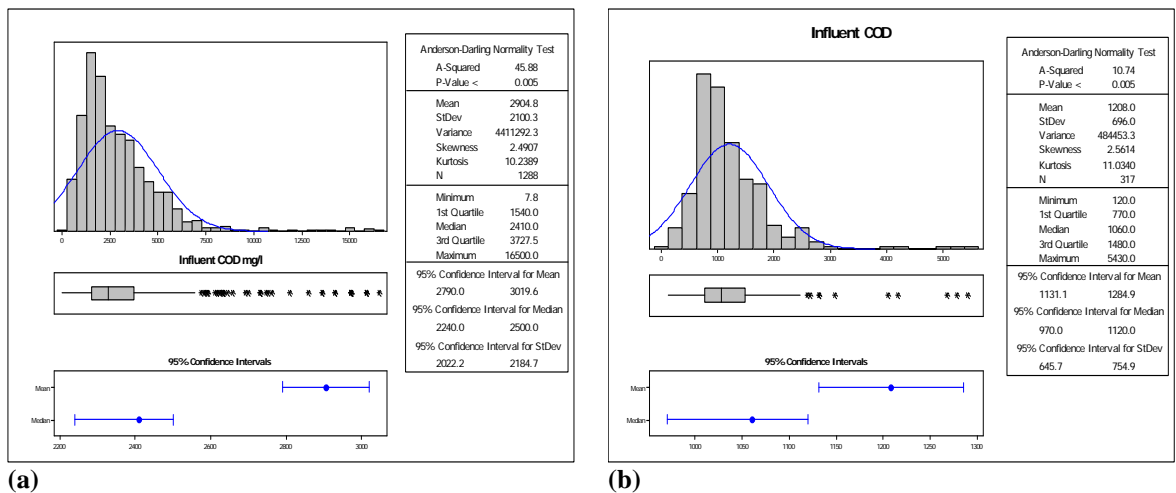 Anderson-Darling Normality Test
A-Squared 45.88
P-Value < 0.005
Mean 2904.8
StDev 2100.3
Variance 4411292.3
Skewness 2.4907
Kurtosis 10.2389
N 1288
Minimum 7.8
1st Quartile 1540.0
Median 2410.0
3rd Quartile 3727.5
Maximum 16500.0
95% Confidence Interval for Mean
2790.0 3019.6
95% Confidence Interval for Median
2240.0 2500.0
95% Confidence Interval for StDev
2022.2 2184.7
0 2500 5000 7500 10000 12500 15000
Influent COD mg/l
95% Confidence Intervals
Mean
Median
2200 2400 2600 2800 3000
(a)
Influent COD
Anderson-Darling Normality Test
A-Squared 10.74
P-Value < 0.005
Mean 1208.0
StDev 696.0
Variance 484453.3
Skewness 2.5614
Kurtosis 11.0340
N 317
Minimum 120.0
1st Quartile 770.0
Median 1060.0
3rd Quartile 1480.0
Maximum 5430.0
95% Confidence Interval for Mean
1131.1 1284.9
95% Confidence Interval for Median
970.0 1120.0
95% Confidence Interval for StDev
645.7 754.9
0 1000 2000 3000 4000 5000
95% Confidence Intervals
Mean
Median
1000 1050 1100 1150 1200 1250 1300
(b)